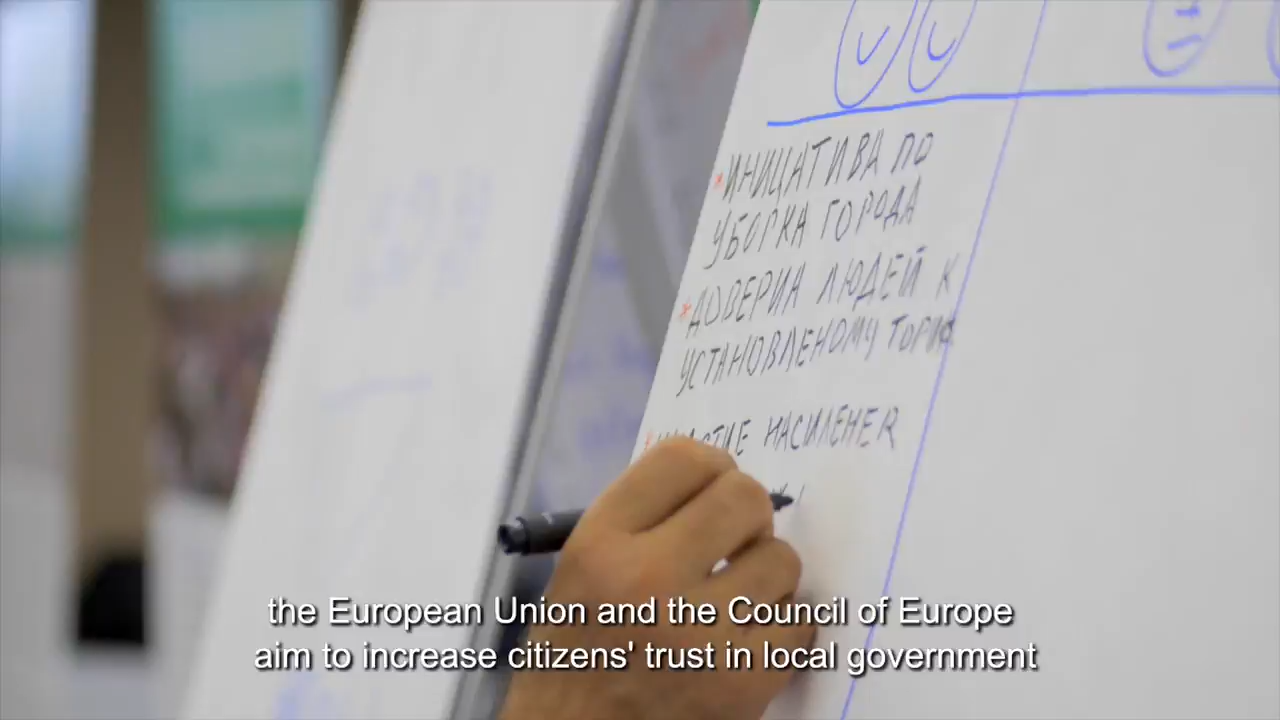 *ИНИЦАТИВА ПО
УБОРКА ГОРОДА
*ДОВЕРИЯ ЛЮДЕЙ К
УСТАНОВЛЕНОМУ
НАСИЛЕНЕЯ
the European Union and the Council of Europe
aim to increase citizens' trust in local government